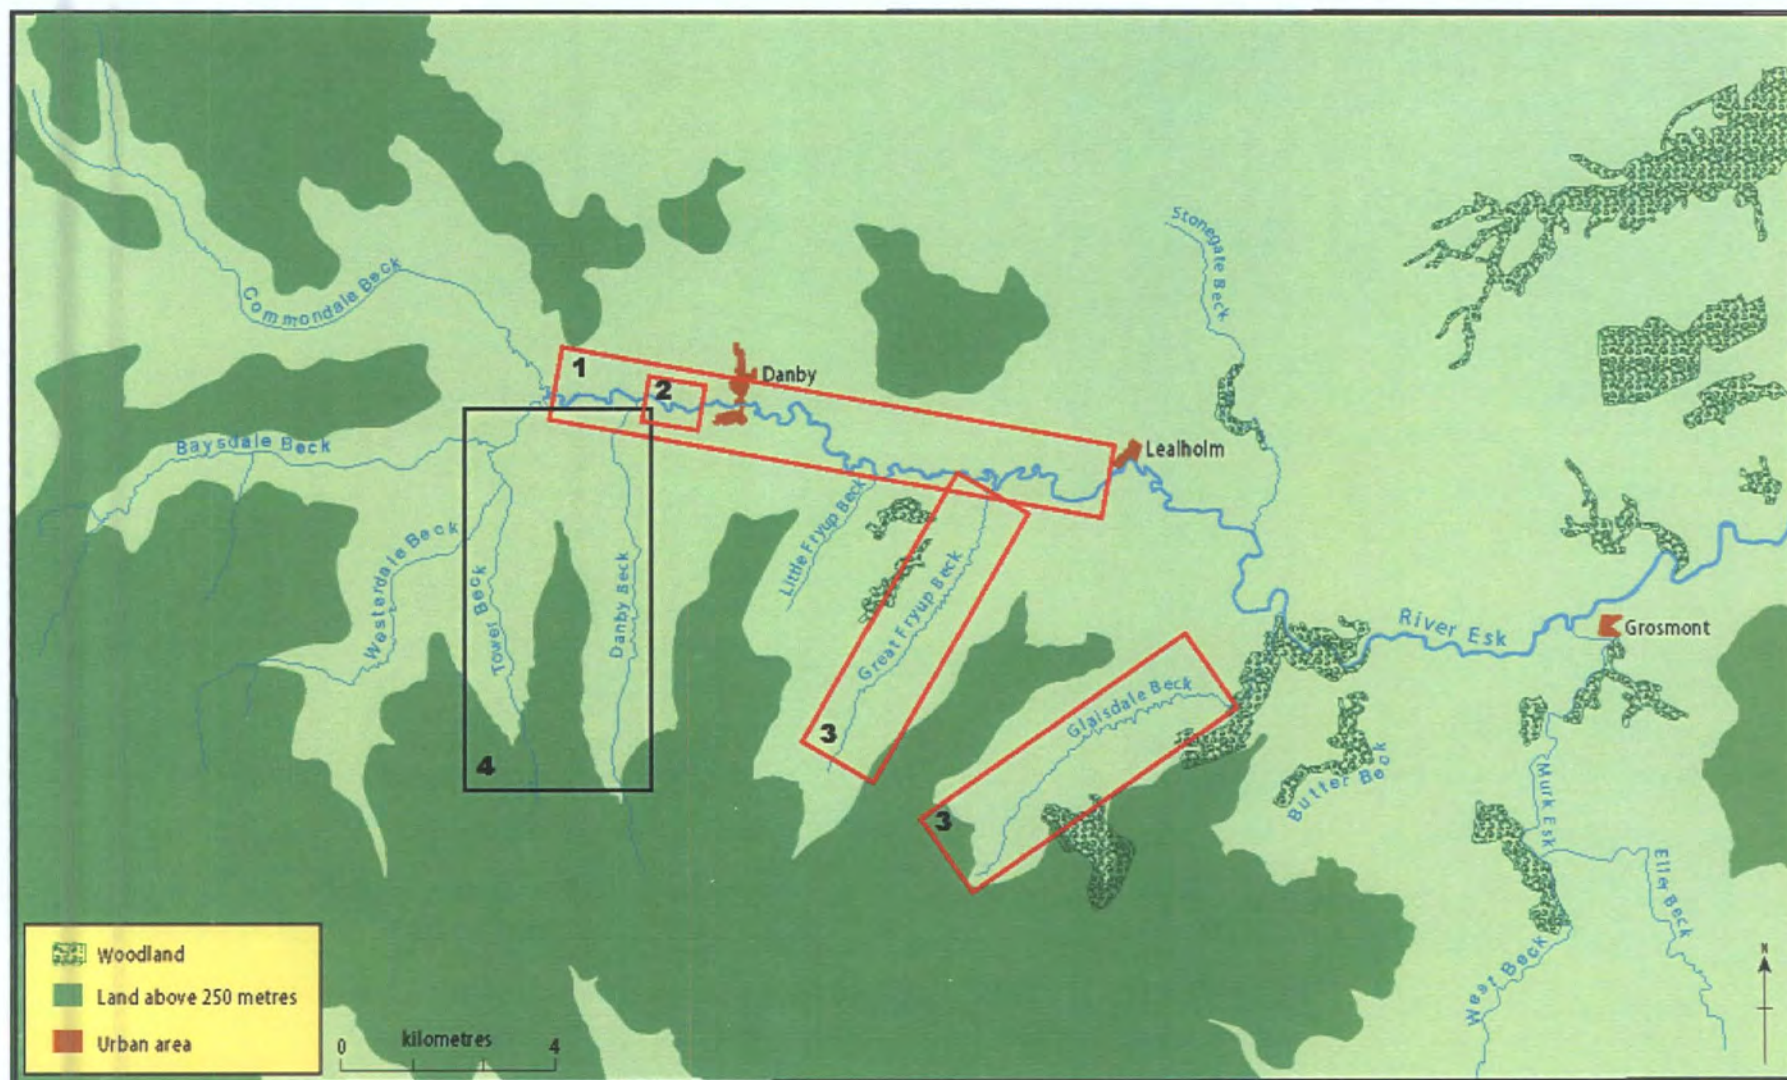 Stonegate Beck
Commondale Beck
1
2
Danby
Baysdale Beck
Lealholm
Little Fryup Beck
Westerdale Beck
Tower Beck
Danby Beck
Great Fryup Beck
River Esk
Grosmont
Glaisdale Beck
3
4
3
Butter Beck
Murk Esk
Eller Beck
West Beck
Woodland
Land above 250 metres
Urban area
kilometres
0 4
N